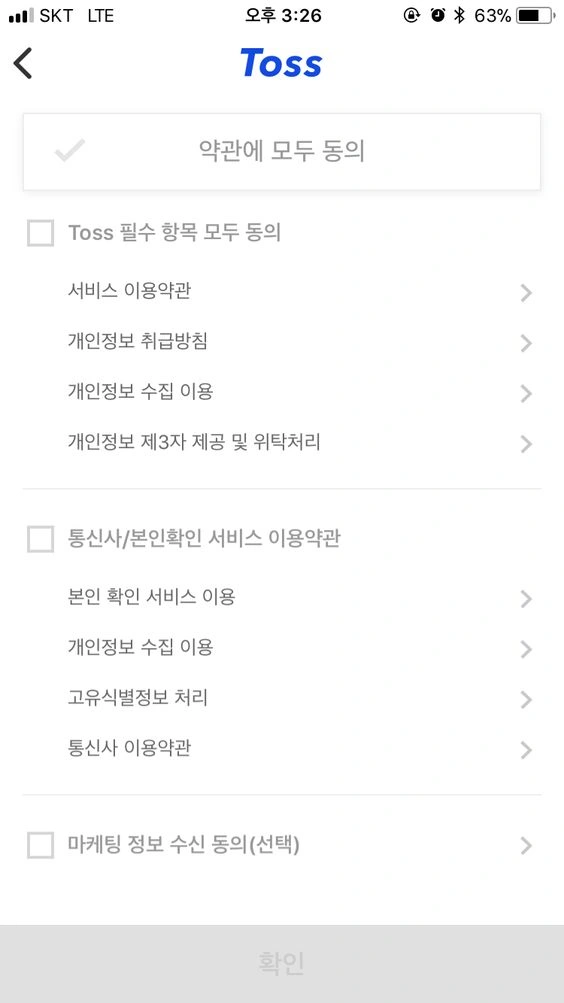 SKT LTE 오후 3:26 63%
Toss
약관에 모두 동의
Toss 필수 항목 모두 동의
서비스 이용약관
개인정보 취급방침
개인정보 수집 이용
개인정보 제3자 제공 및 위탁처리
통신사/본인확인 서비스 이용약관
본인 확인 서비스 이용
개인정보 수집 이용
고유식별정보 처리
통신사 이용약관
마케팅 정보 수신 동의(선택)
확인